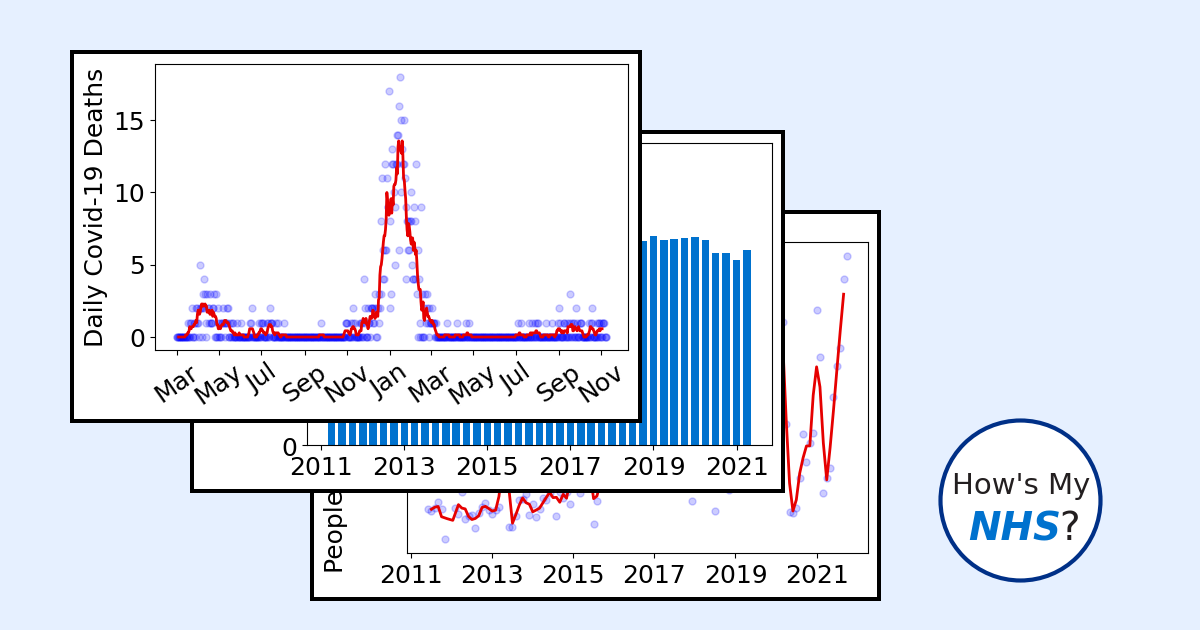 Daily Covid-19 Deaths
15
10
5
0
Mar May Jul Sep Nov Jan Mar May Jul Sep Nov
0
2011 2013 2015 2017 2019 2021
People
2011 2013 2015 2017 2019 2021
How's My
NHS?